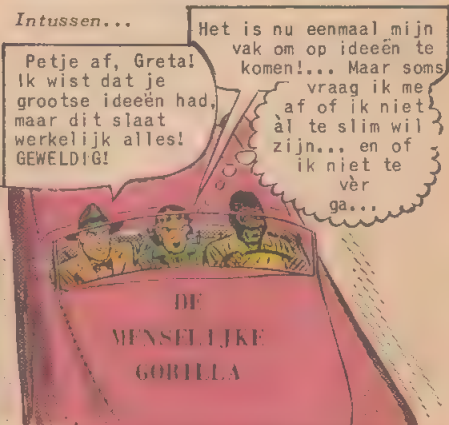 Intussen...
Petje af, Greta!
Ik wist dat je
grootse ideeën had,
maar dit slaat
werkelijk alles!
GEWELDIG!
Het is nu eenmaal mijn
vak om op ideeën te
komen!... Maar soms
vraag ik me
af of ik niet
àl te slim wil
zijn... en of
ik niet te
vèr
ga...
DE
MENSELIJKE
GORILLA